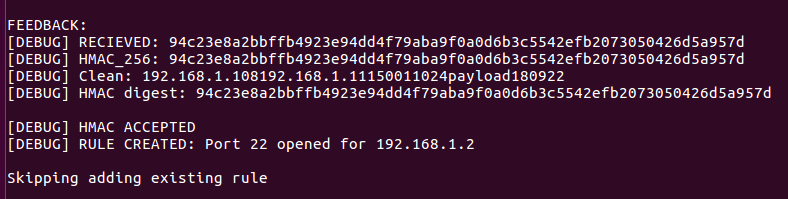 FEEDBACK:
[DEBUG] RECIEVED: 94c23e8a2bbffb4923e94dd4f79aba9f0a0d6b3c5542efb2073050426d5a957d
[DEBUG] HMAC_256: 94c23e8a2bbffb4923e94dd4f79aba9f0a0d6b3c5542efb2073050426d5a957d
[DEBUG] Clean: 192.168.1.108192.168.1.11150011024payload180922
[DEBUG] HMAC digest: 94c23e8a2bbffb4923e94dd4f79aba9f0a0d6b3c5542efb2073050426d5a957d
[DEBUG] HMAC ACCEPTED
[DEBUG] RULE CREATED: Port 22 opened for 192.168.1.2
Skipping adding existing rule